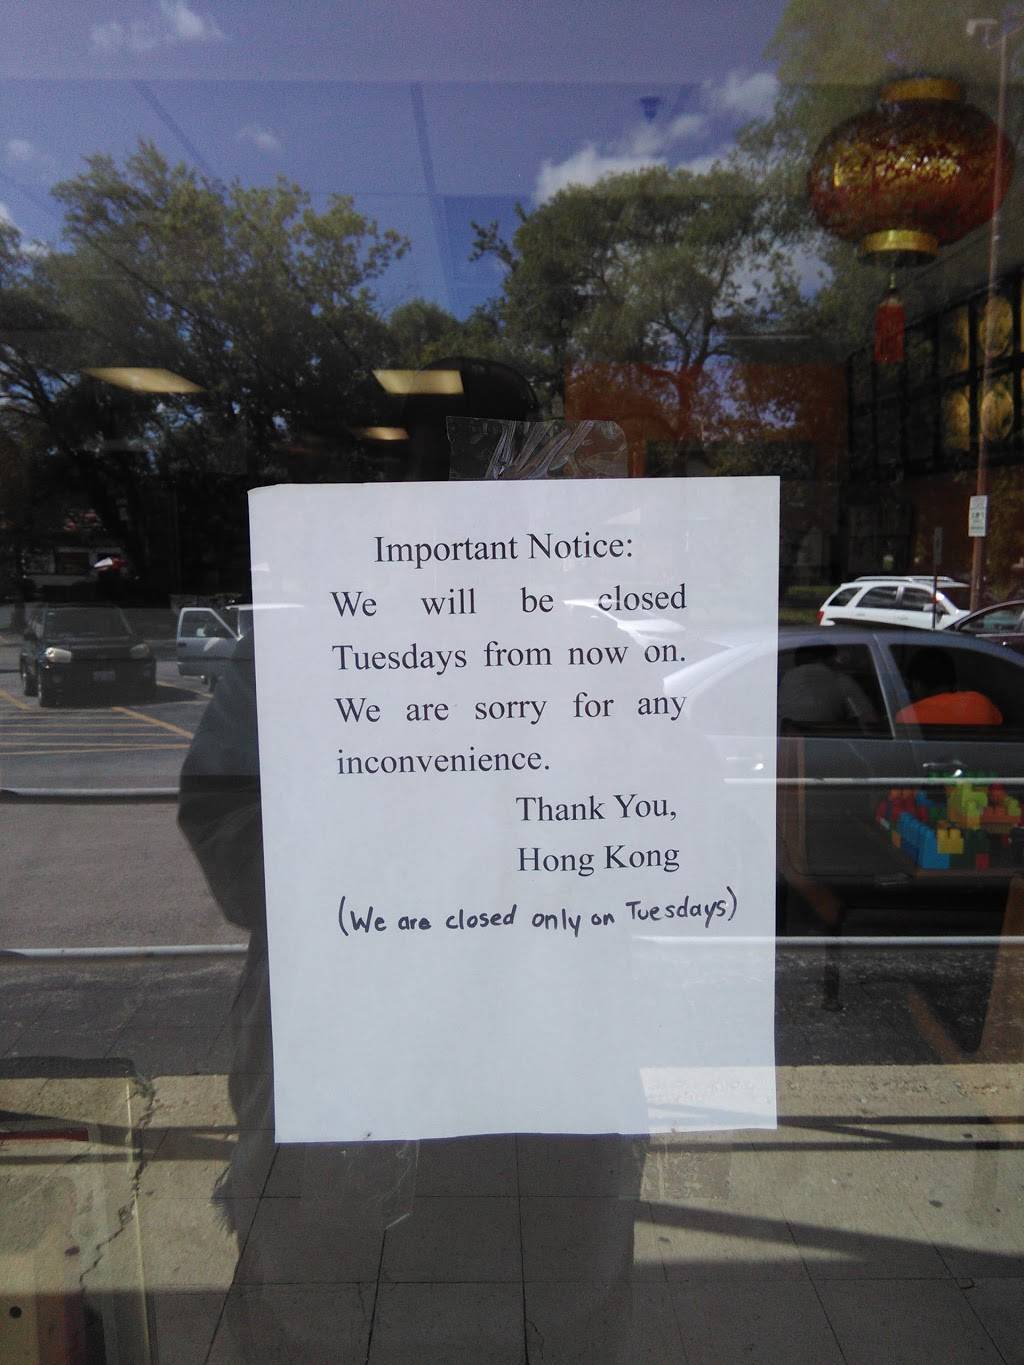 Important Notice:
We will be closed
Tuesdays from now on.
We are sorry for any
inconvenience.
Thank You,
Hong Kong
(We are closed only on Tuesdays)